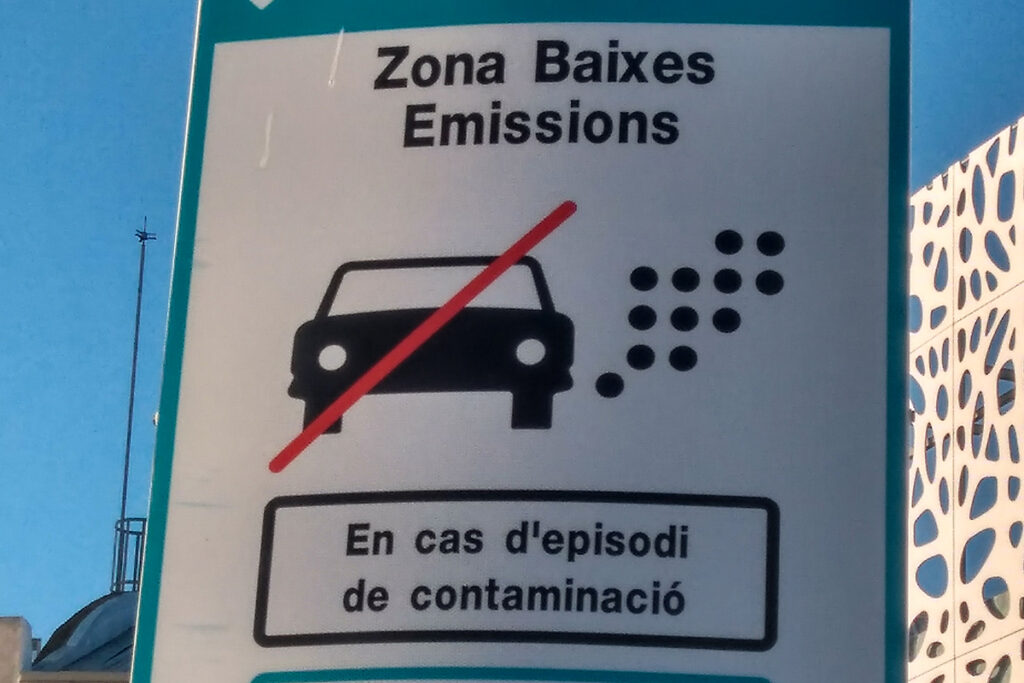 Zona Baixes
Emissions
En cas d'episodi
de contaminació